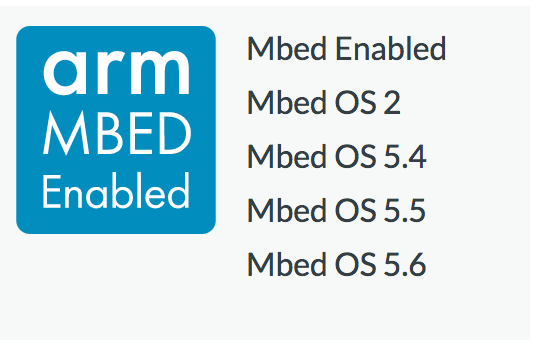 arm
MBED
Enabled
Mbed Enabled
Mbed OS 2
Mbed OS 5.4
Mbed OS 5.5
Mbed OS 5.6